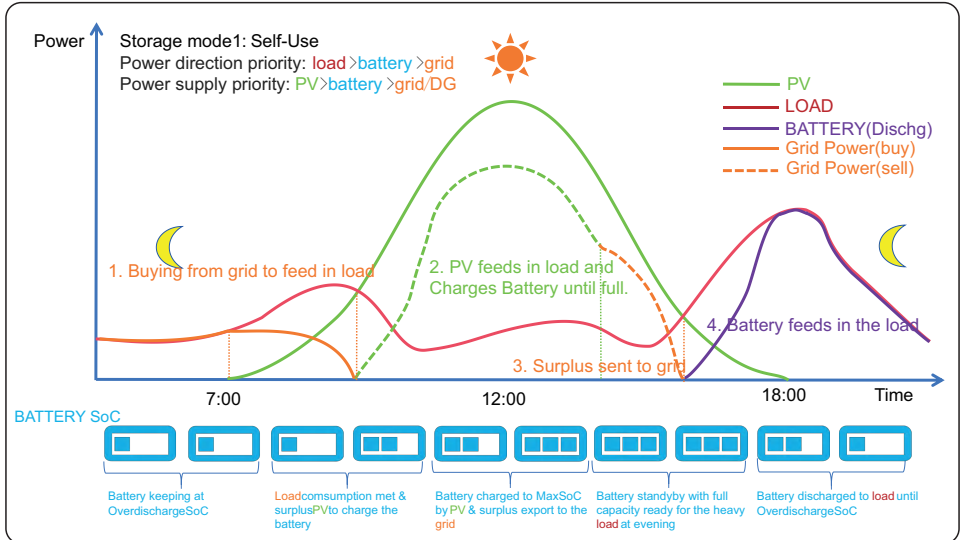 Power
Storage mode1: Self-Use
Power direction priority: load>battery>grid
Power supply priority: PV>battery >grid/DG
PV
LOAD
BATTERY(Dischg)
Grid Power(buy)
Grid Power(sell)
1. Buying from grid to feed in load
2. PV feeds in load and
Charges Battery until full.
3. Surplus sent to grid
4. Battery feeds in the load
7:00
12:00
18:00
Time
BATTERY SoC
Battery keeping at
OverdischargeSoC
Loadcomsumption met &
surplusPVto charge the
battery
Battery charged to MaxSoC
by PV & surplus export to the
grid
Battery standyby with full
capacity ready for the heavy
load at evening
Battery discharged to load until
OverdischargeSoC